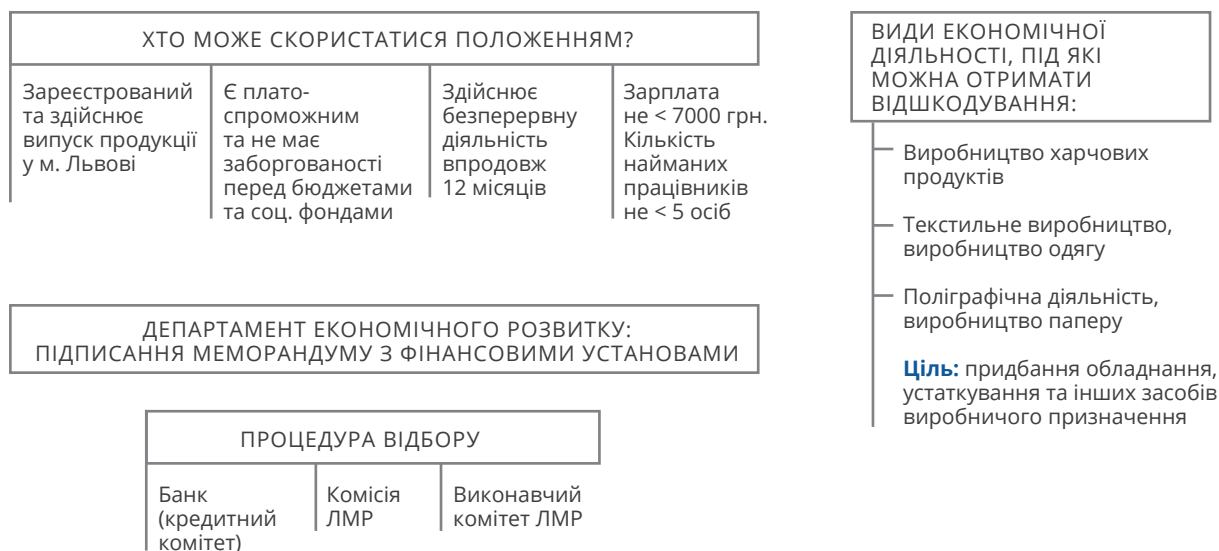 ХТО МОЖЕ СКОРИСТАТИСЯ ПОЛОЖЕННЯМ?
Зареєстрований
та здійснює
випуск продукції
у м. Львові
Є плато-
спроможним
та не має
заборгованості
перед бюджетами
та соц. фондами
Здійснює
безперервну
діяльність
впродовж
12 місяців
Зарплата
не < 7000 грн.
Кількість
найманих
працівників
не < 5 осіб
ДЕПАРТАМЕНТ ЕКОНОМІЧНОГО РОЗВИТКУ:
ПІДПИСАННЯ МЕМОРАНДУМУ З ФІНАНСОВИМИ УСТАНОВАМИ
ПРОЦЕДУРА ВІДБОРУ
Банк
(кредитний
комітет)
Комісія
ЛМР
Виконавчий
комітет ЛМР
ВИДИ ЕКОНОМІЧНОЇ
ДІЯЛЬНОСТІ, ПІД ЯКІ
МОЖНА ОТРИМАТИ
ВІДШКОДУВАННЯ:
Виробництво харчових
продуктів
Текстильне виробництво,
виробництво одягу
Поліграфічна діяльність,
виробництво паперу
Ціль: придбання обладнання,
устаткування та інших засобів
виробничого призначення